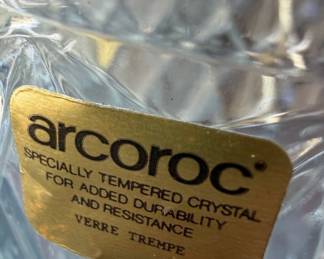 arcoroc®
SPECIALLY TEMPERED CRYSTAL
FOR ADDED DURABILITY
AND RESISTANCE
VERRE TREMPE